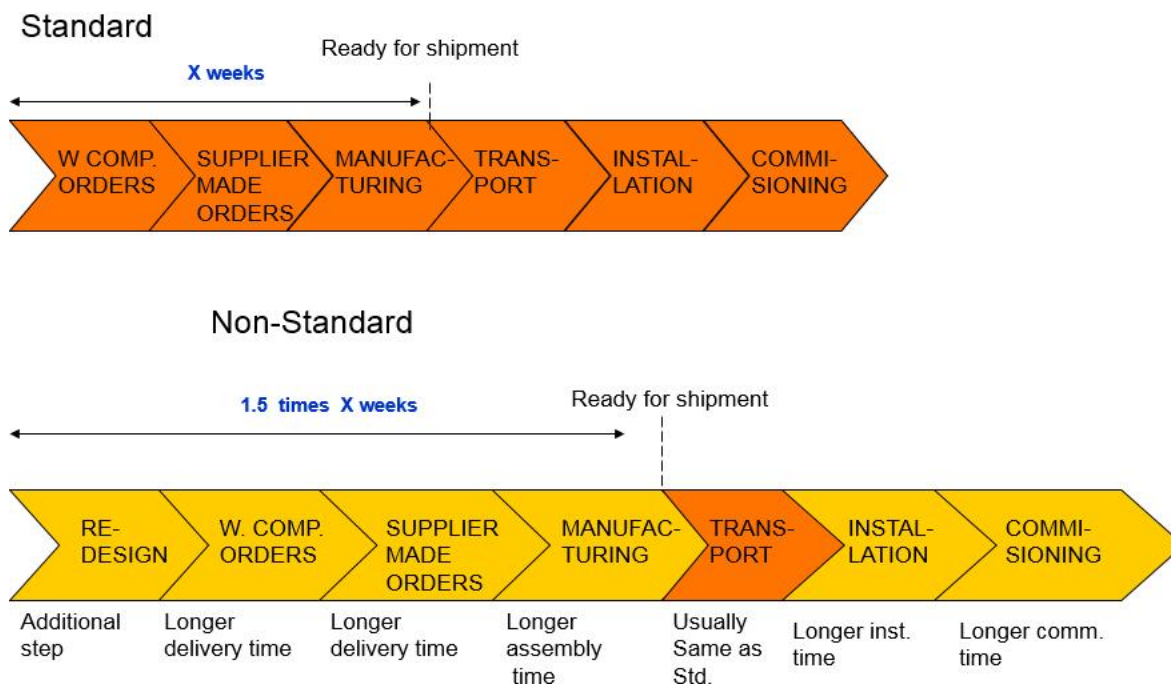 Standard
Ready for shipment
X weeks
W COMP.
ORDERS
SUPPLIER
MADE
ORDERS
MANUFAC-
TURING
TRANS-
PORT
INSTAL-
LATION
COMMI-
SIONING
Non-Standard
1.5 times X weeks
Ready for shipment
RE-
DESIGN
W. COMP.
ORDERS
SUPPLIER
MADE
ORDERS
MANUFAC-
TURING
TRANS-
PORT
INSTAL-
LATION
COMMI-
SIONING
Additional
step
Longer
delivery time
Longer
delivery time
Longer
assembly
time
Usually
Same as
Std.
Longer inst.
time
Longer comm.
time